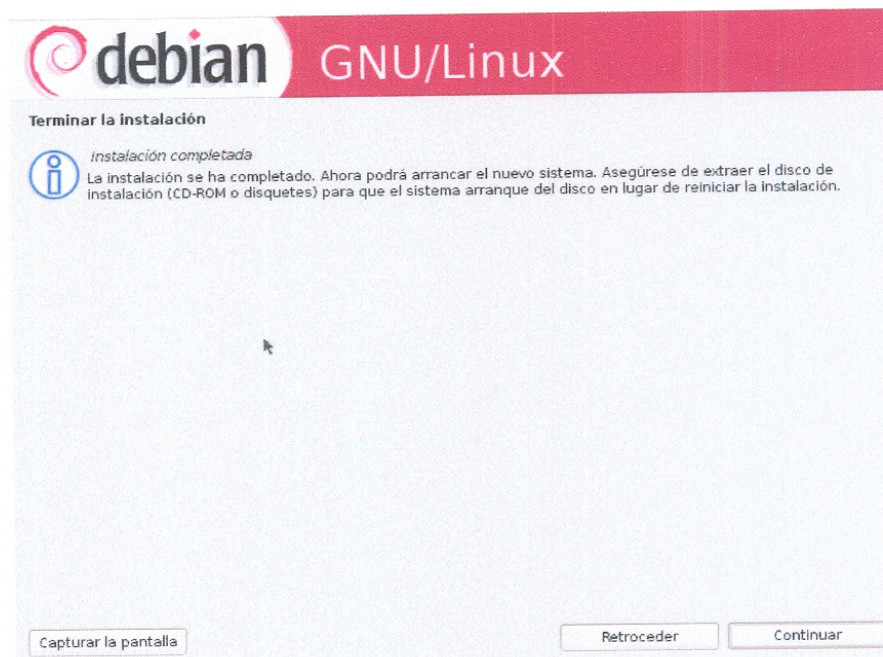 debian GNU/Linux
Terminar la instalación
Instalación completada
La instalación se ha completado. Ahora podrá arrancar el nuevo sistema. Asegúrese de extraer el disco de
instalación (CD-ROM o disquetes) para que el sistema arranque del disco en lugar de reiniciar la instalación.
Capturar la pantalla
Retroceder
Continuar